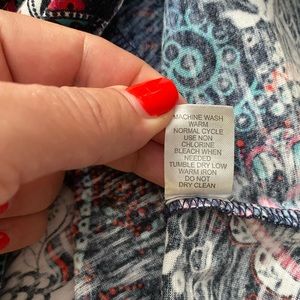 MACHINE WASH
WARM
NORMAL CYCLE
USE NON
CHLORINE
BLEACH WHEN
NEEDED
TUMBLE DRY LOW
WARM IRON
DO NOT
DRY CLEAN